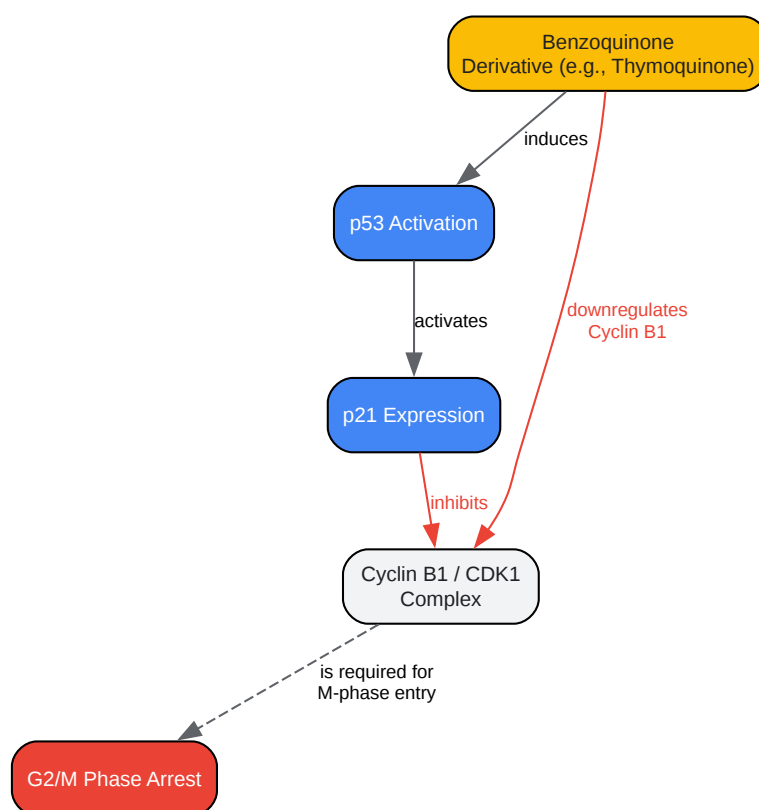 Benzoquinone
Derivative (e.g., Thymoquinone)
induces
p53 Activation
downregulates
Cyclin B1
activates
p21 Expression
inhibits
Cyclin B1 / CDK1
Complex
is required for
M-phase entry
G2/M Phase Arrest